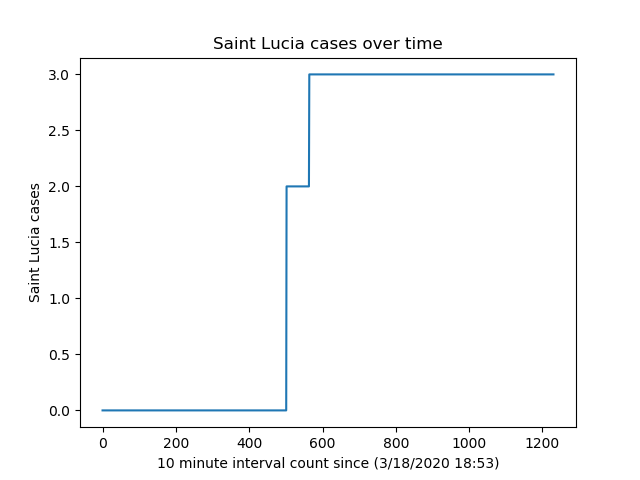 Saint Lucia cases over time
3.0
2.5
2.0
1.5
1.0
0.5
0.0
Saint Lucia cases
0 200 400 600 800 1000 1200
10 minute interval count since (3/18/2020 18:53)